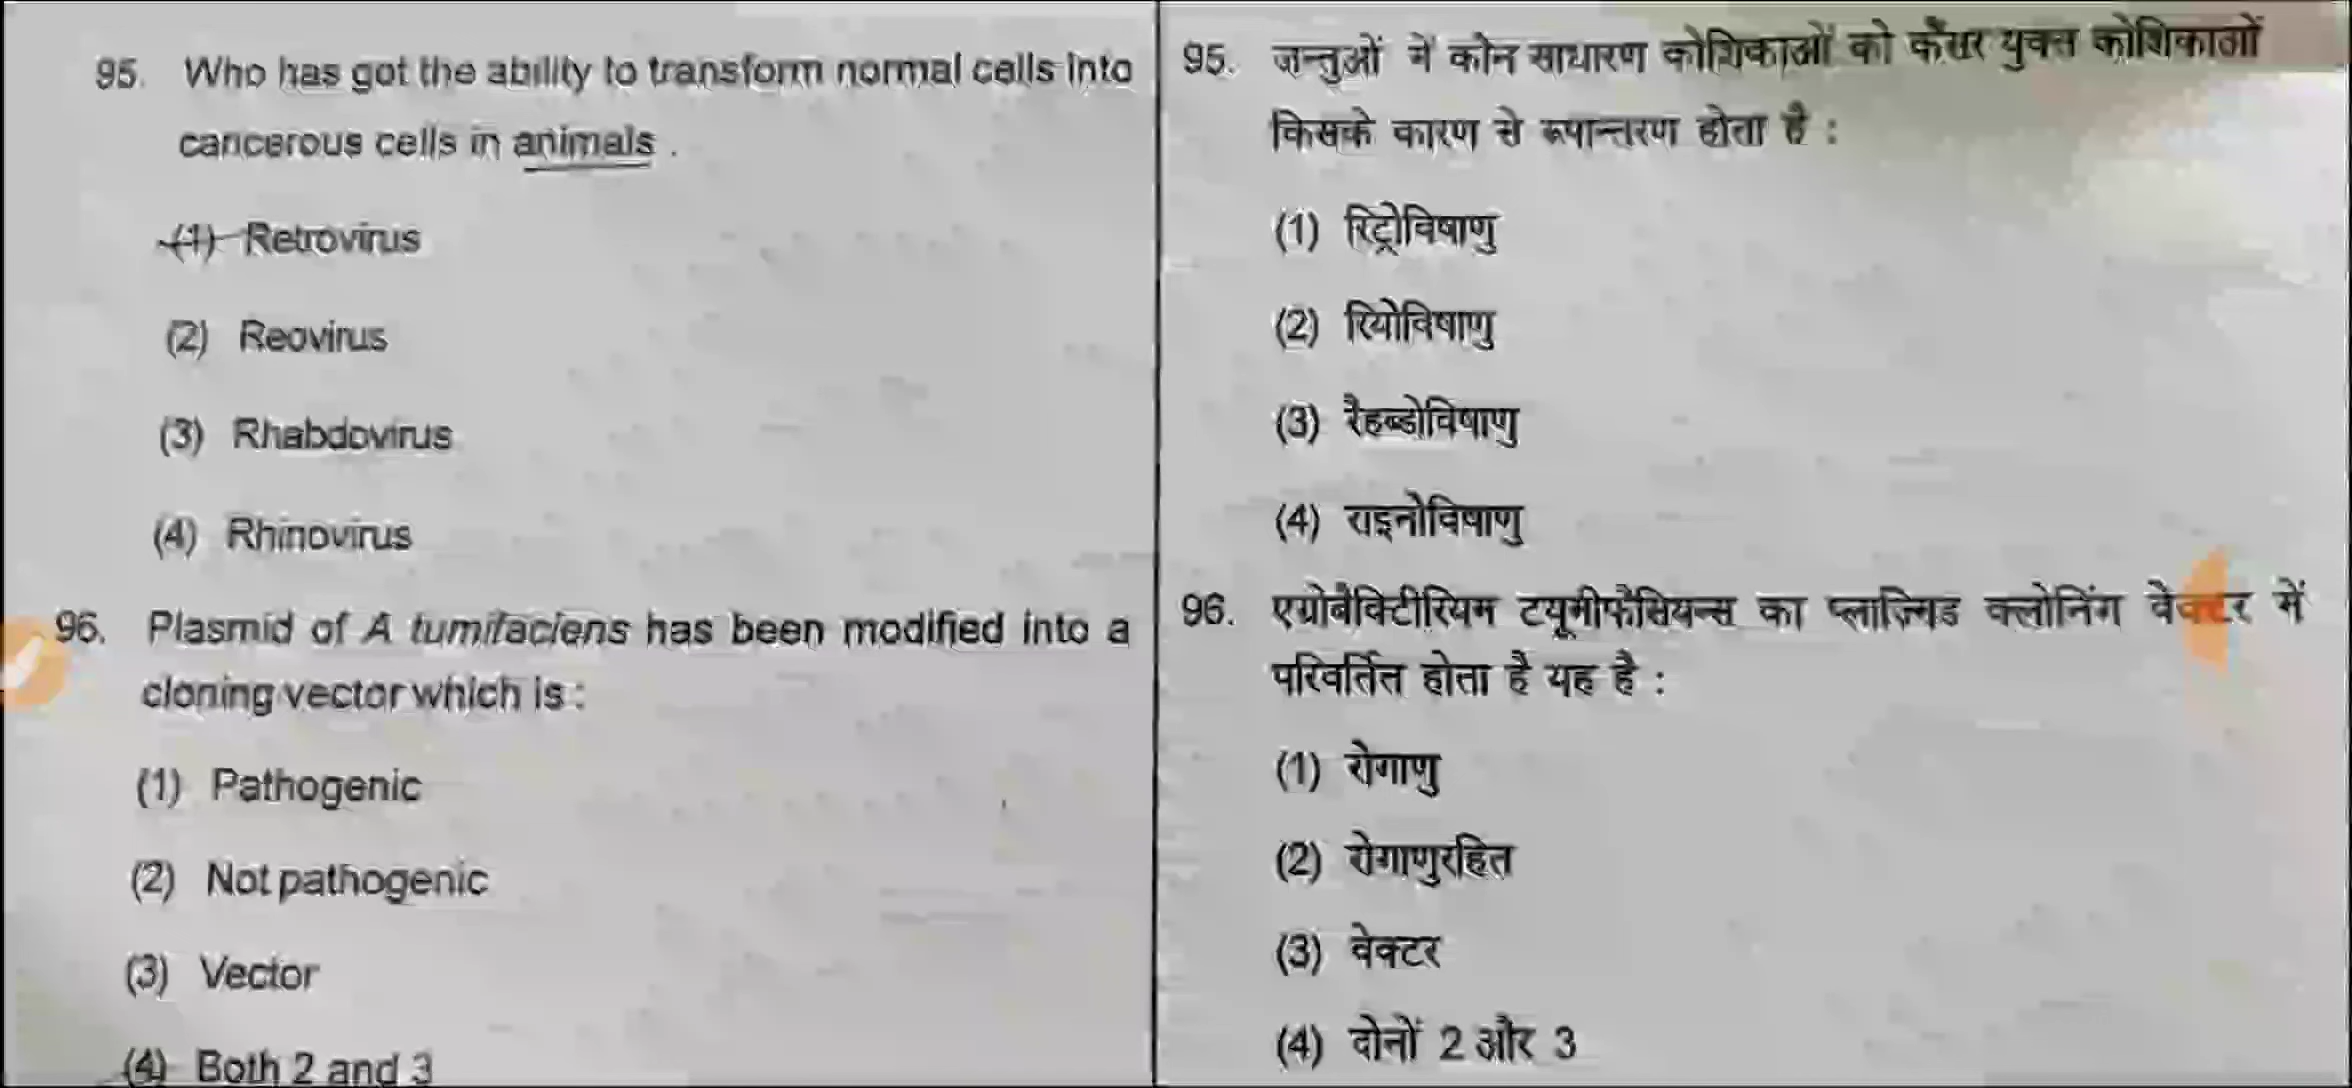 95. Who has got the ability to transform normal cells into
cancerous cells in animals .
(1) Retrovirus
(2) Reovirus
(3) Rhabdovirus
(4) Rhinovirus
96. Plasmid of A tumifaciens has been modified into a
cloning vector which is :
(1) Pathogenic
(2) Not pathogenic
(3) Vector
(4) Both 2 and 3
95. जन्तुओं में कोन साधारण कोशिकाओं को कैंसर युक्त कोशिकाओं
किसके कारण से रूपान्तरण होता है :
(1) रिट्रोविषाणु
(2) रियोविषाणु
(3) रैहब्डोविषाणु
(4) राइनोविषाणु
96. एग्रोबैक्टीरियम टयूमीफैसियन्स का प्लाज्मिड क्लोनिंग वेक्टर में
परिवर्तित होता है यह है :
(1) रोगाणु
(2) रोगाणुरहित
(3) वेक्टर
(4) दोनों 2 और 3